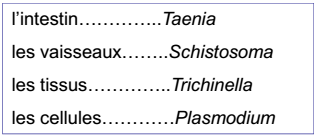 l’intestin…………..Taenia
les vaisseaux……..Schistosoma
les tissus…………..Trichinella
les cellules…………Plasmodium